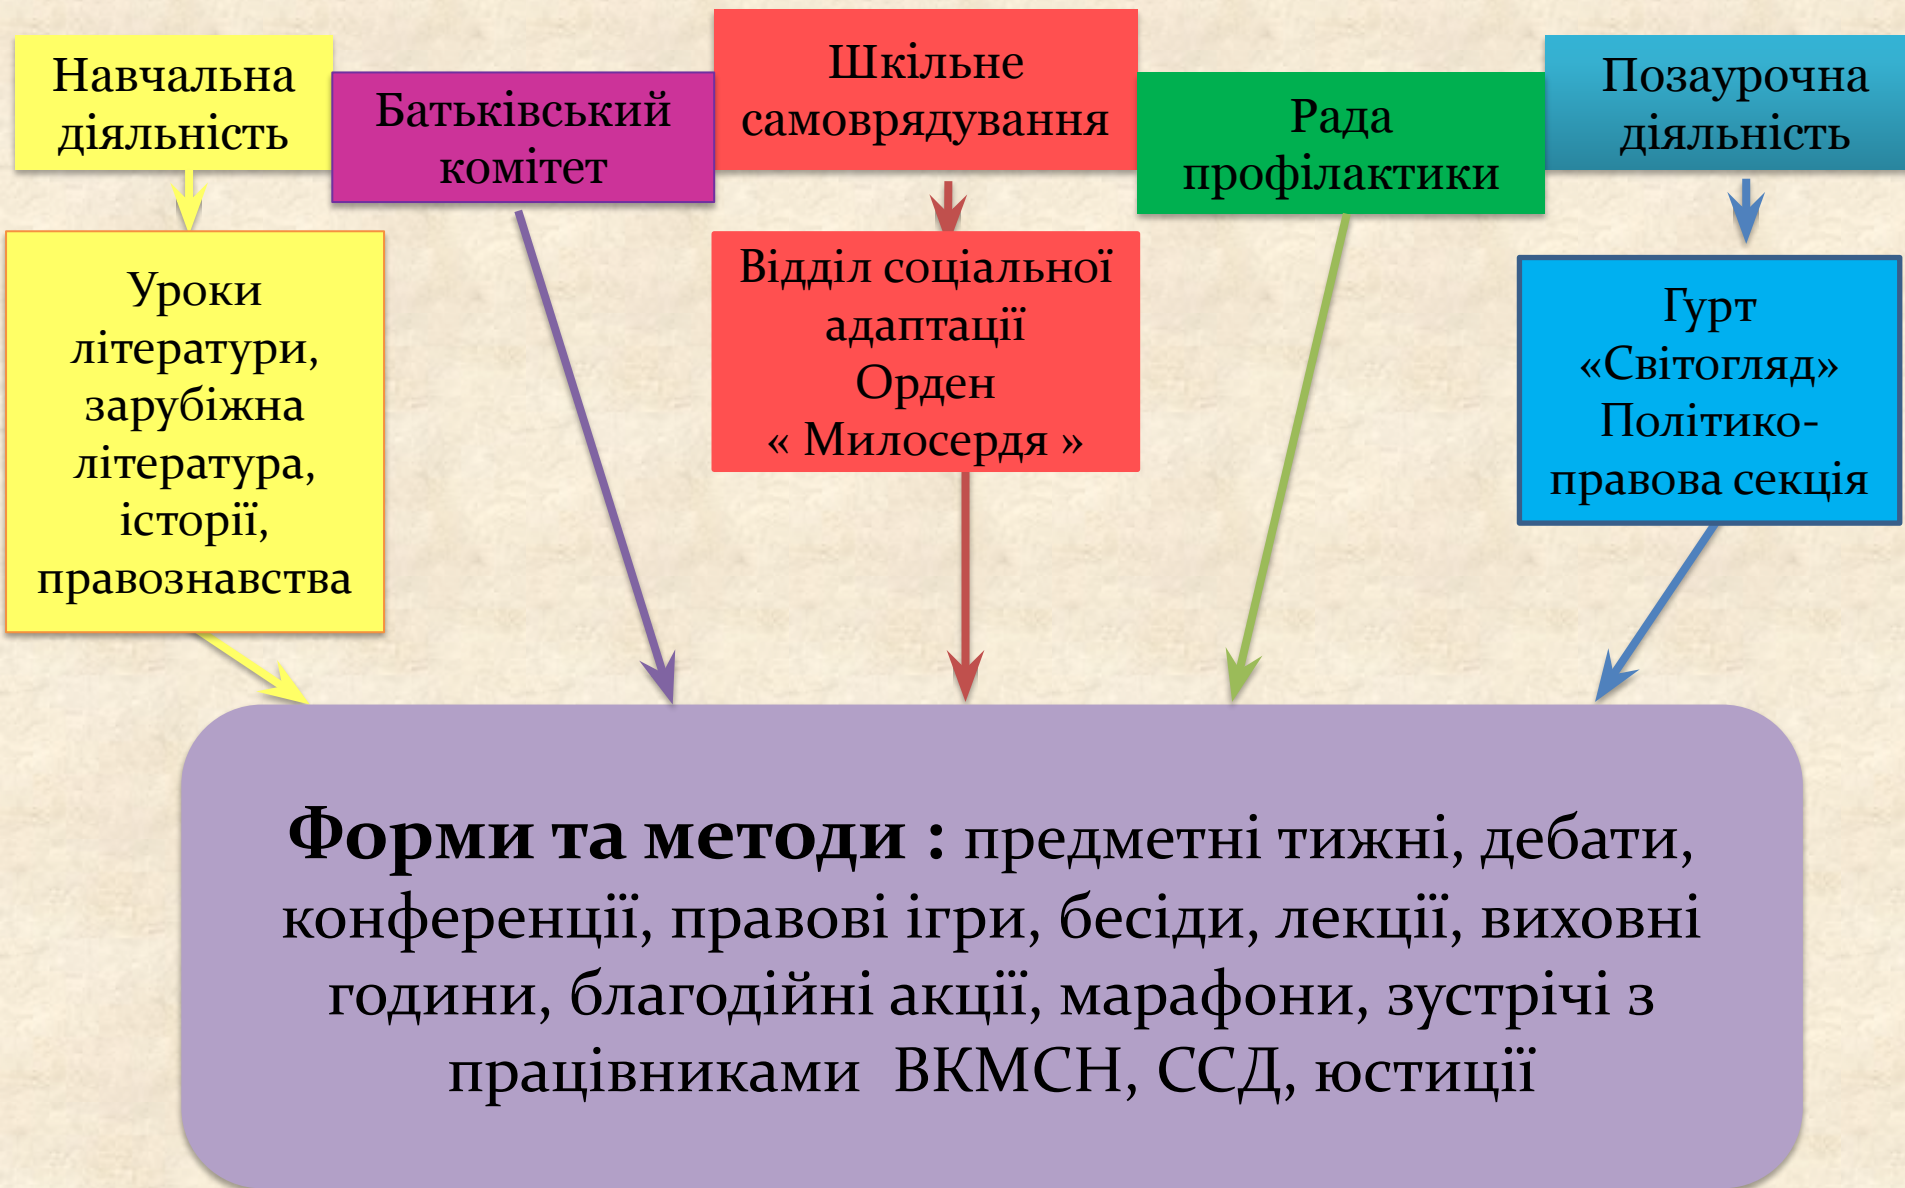 Навчальна
діяльність
Батьківський
комітет
Шкільне
самоврядування
Рада
профілактики
Позаурочна
діяльність
Уроки
літератури,
зарубіжна
література,
історії,
правознавства
Відділ соціальної
адаптації
Орден
« Милосердя »
Гурт
«Світогляд»
Політико-
правова секція
Форми та методи : предметні тижні, дебати,
конференції, правові ігри, бесіди, лекції, виховні
години, благодійні акції, марафони, зустрічі з
працівниками  ВКМСН, ССД, юстиції